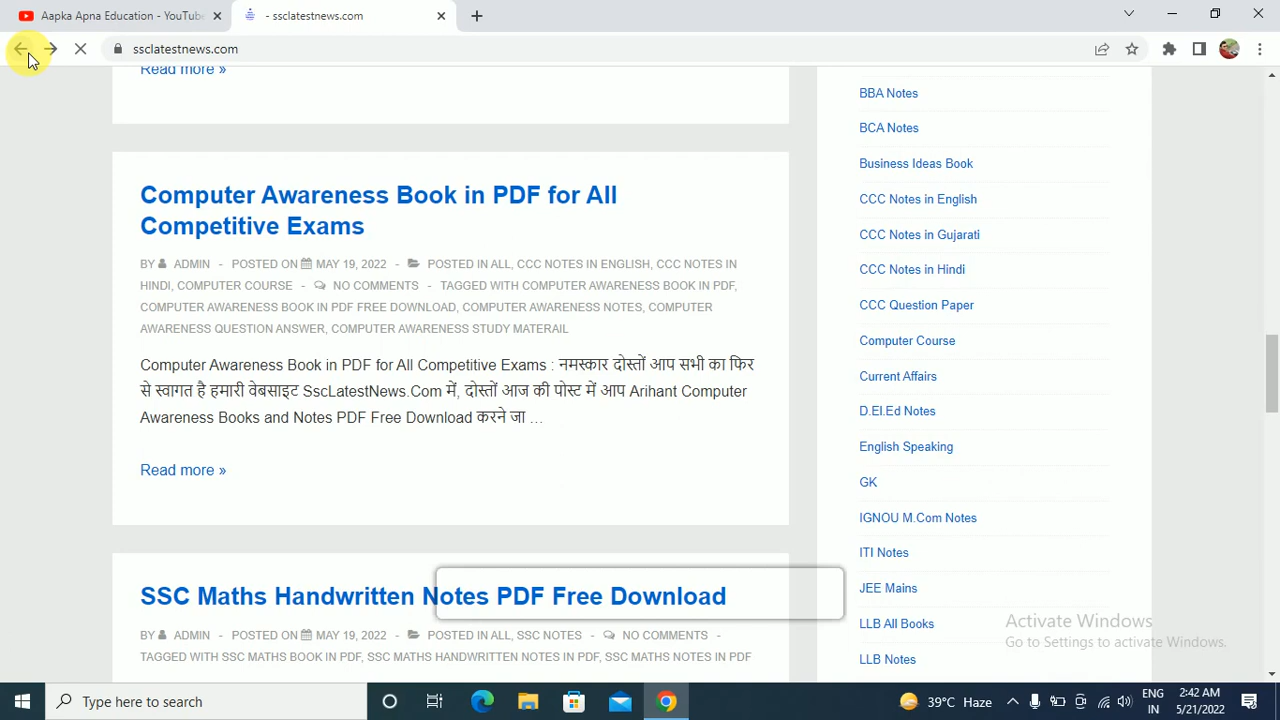 Aapka Apna Education - YouTube
- ssclatestnews.com
ssclatestnews.com
Read more »
Computer Awareness Book in PDF for All
Competitive Exams
BY ADMIN - POSTED ON MAY 19, 2022 - POSTED IN ALL, CCC NOTES IN ENGLISH, CCC NOTES IN
HINDI, COMPUTER COURSE - NO COMMENTS - TAGGED WITH COMPUTER AWARENESS BOOK IN PDF,
COMPUTER AWARENESS BOOK IN PDF FREE DOWNLOAD, COMPUTER AWARENESS NOTES, COMPUTER
AWARENESS QUESTION ANSWER, COMPUTER AWARENESS STUDY MATERAIL
Computer Awareness Book in PDF for All Competitive Exams : नमस्कार दोस्तों आप सभी का फिर
से स्वागत है हमारी वेबसाइट SscLatestNews.Com में, दोस्तों आज की पोस्ट में आप Arihant Computer
Awareness Books and Notes PDF Free Download करने जा …
Read more »
SSC Maths Handwritten Notes PDF Free Download
BY ADMIN - POSTED ON MAY 19, 2022 - POSTED IN ALL, SSC NOTES - NO COMMENTS -
TAGGED WITH SSC MATHS BOOK IN PDF, SSC MATHS HANDWRITTEN NOTES IN PDF, SSC MATHS NOTES IN PDF
BBA Notes
BCA Notes
Business Ideas Book
CCC Notes in English
CCC Notes in Gujarati
CCC Notes in Hindi
CCC Question Paper
Computer Course
Current Affairs
D.El.Ed Notes
English Speaking
GK
IGNOU M.Com Notes
ITI Notes
JEE Mains
LLB All Books
LLB Notes
Activate Windows
Go to Settings to activate Windows.
Type here to search
39°C Haze
ENG
IN
2:42 AM
5/21/2022